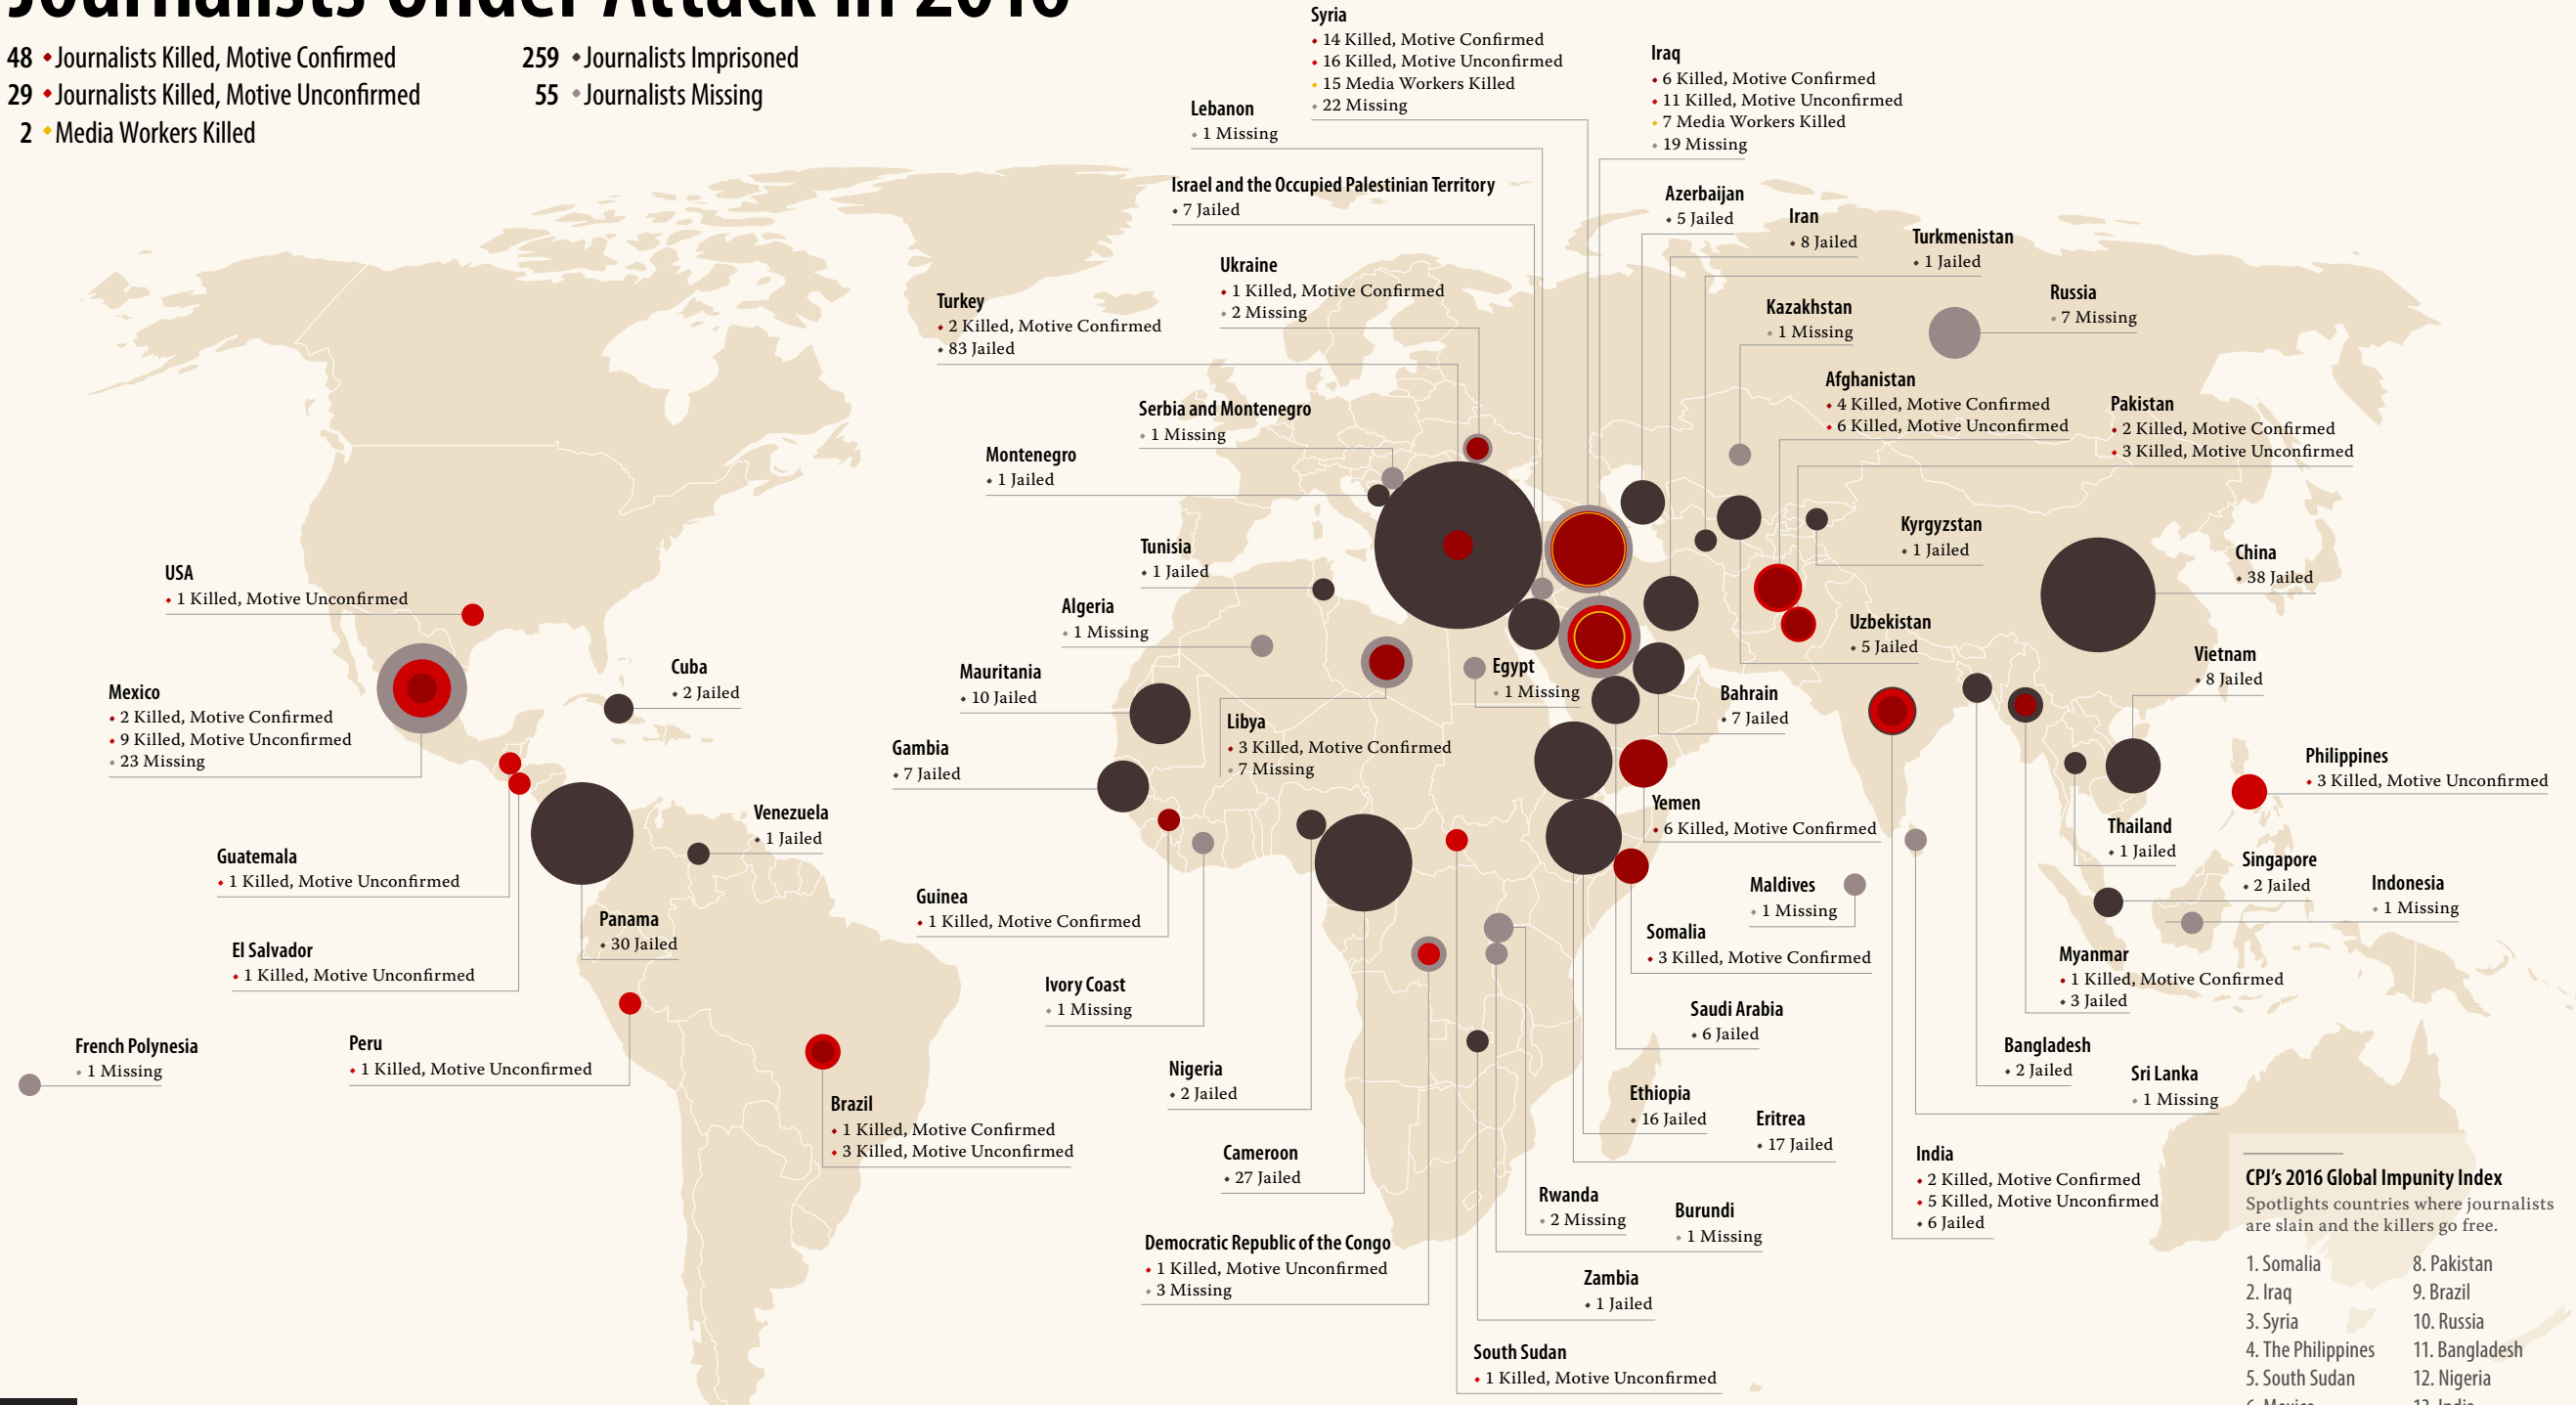 Journalists Under Attack in 2016
48 Journalists Killed, Motive Confirmed
29 Journalists Killed, Motive Unconfirmed
2 Media Workers Killed
259 Journalists Imprisoned
55 Journalists Missing
Syria
14 Killed, Motive Confirmed
16 Killed, Motive Unconfirmed
15 Media Workers Killed
22 Missing
Iraq
6 Killed, Motive Confirmed
11 Killed, Motive Unconfirmed
7 Media Workers Killed
19 Missing
Lebanon
1 Missing
Israel and the Occupied Palestinian Territory
7 Jailed
Azerbaijan
5 Jailed
Iran
8 Jailed
Turkmenistan
1 Jailed
Ukraine
1 Killed, Motive Confirmed
2 Missing
Turkey
2 Killed, Motive Confirmed
83 Jailed
Kazakhstan
1 Missing
Russia
7 Missing
Afghanistan
4 Killed, Motive Confirmed
6 Killed, Motive Unconfirmed
Pakistan
2 Killed, Motive Confirmed
3 Killed, Motive Unconfirmed
Serbia and Montenegro
1 Missing
Montenegro
1 Jailed
Kyrgyzstan
1 Jailed
China
38 Jailed
Tunisia
1 Jailed
USA
1 Killed, Motive Unconfirmed
Algeria
1 Missing
Uzbekistan
5 Jailed
Vietnam
8 Jailed
Mexico
2 Killed, Motive Confirmed
9 Killed, Motive Unconfirmed
23 Missing
Cuba
2 Jailed
Mauritania
10 Jailed
Egypt
1 Missing
Bahrain
7 Jailed
Libya
3 Killed, Motive Confirmed
7 Missing
Gambia
7 Jailed
Philippines
3 Killed, Motive Unconfirmed
Yemen
6 Killed, Motive Confirmed
Venezuela
1 Jailed
Thailand
1 Jailed
Guatemala
1 Killed, Motive Unconfirmed
Singapore
2 Jailed
Indonesia
1 Missing
Maldives
1 Missing
Guinea
1 Killed, Motive Confirmed
Panama
30 Jailed
Somalia
3 Killed, Motive Confirmed
El Salvador
1 Killed, Motive Unconfirmed
Myanmar
1 Killed, Motive Confirmed
3 Jailed
Ivory Coast
1 Missing
Saudi Arabia
6 Jailed
French Polynesia
1 Missing
Peru
1 Killed, Motive Unconfirmed
Bangladesh
2 Jailed
Nigeria
2 Jailed
Sri Lanka
1 Missing
Ethiopia
16 Jailed
Brazil
1 Killed, Motive Confirmed
3 Killed, Motive Unconfirmed
Eritrea
17 Jailed
Cameroon
27 Jailed
India
2 Killed, Motive Confirmed
5 Killed, Motive Unconfirmed
6 Jailed
Rwanda
2 Missing
Burundi
1 Missing
Democratic Republic of the Congo
1 Killed, Motive Unconfirmed
3 Missing
Zambia
1 Jailed
South Sudan
1 Killed, Motive Unconfirmed
CPJ's 2016 Global Impunity Index
Spotlights countries where journalists
are slain and the killers go free.
1. Somalia
2. Iraq
3. Syria
4. The Philippines
5. South Sudan
6. Mexico
8. Pakistan
9. Brazil
10. Russia
11. Bangladesh
12. Nigeria
13. India